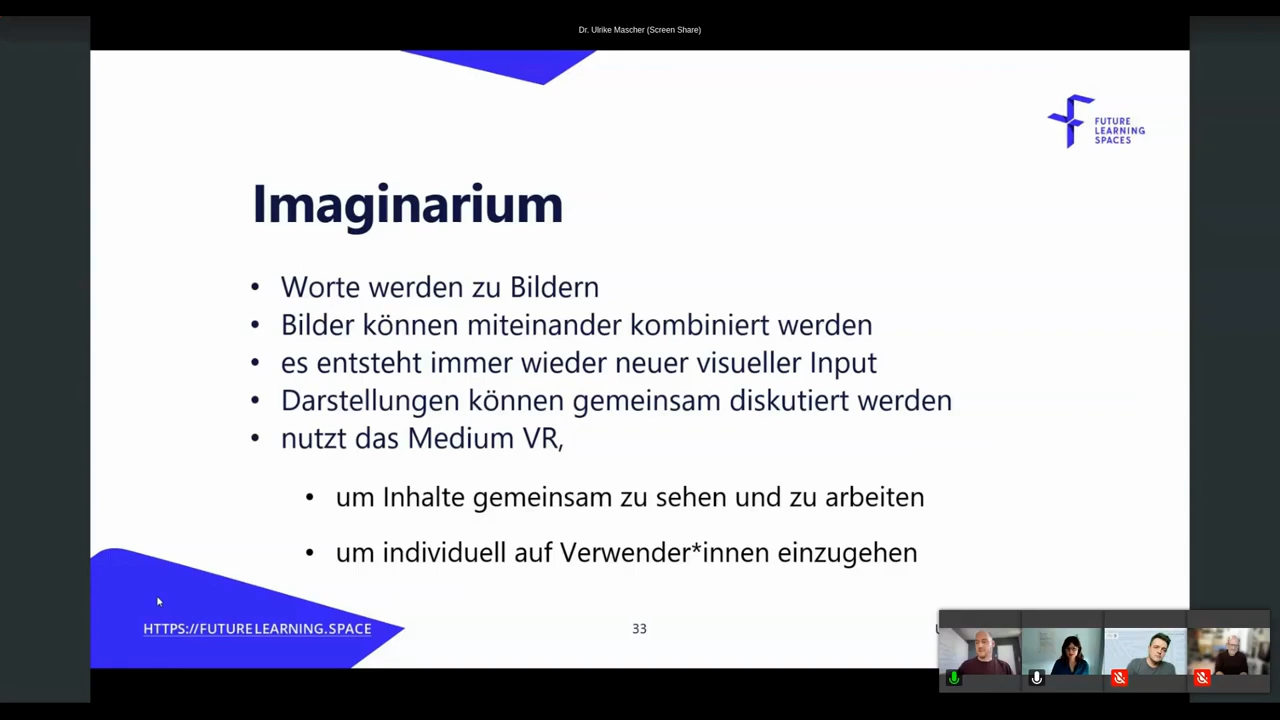 Dr. Ulrike Mascher (Screen Share)
FUTURE
LEARNING
SPACES
Imaginarium
• Worte werden zu Bildern
• Bilder können miteinander kombiniert werden
• es entsteht immer wieder neuer visueller Input
• Darstellungen können gemeinsam diskutiert werden
• nutzt das Medium VR,
• um Inhalte gemeinsam zu sehen und zu arbeiten
• um individuell auf Verwender*innen einzugehen
HTTPS://FUTURELEARNING.SPACE
33